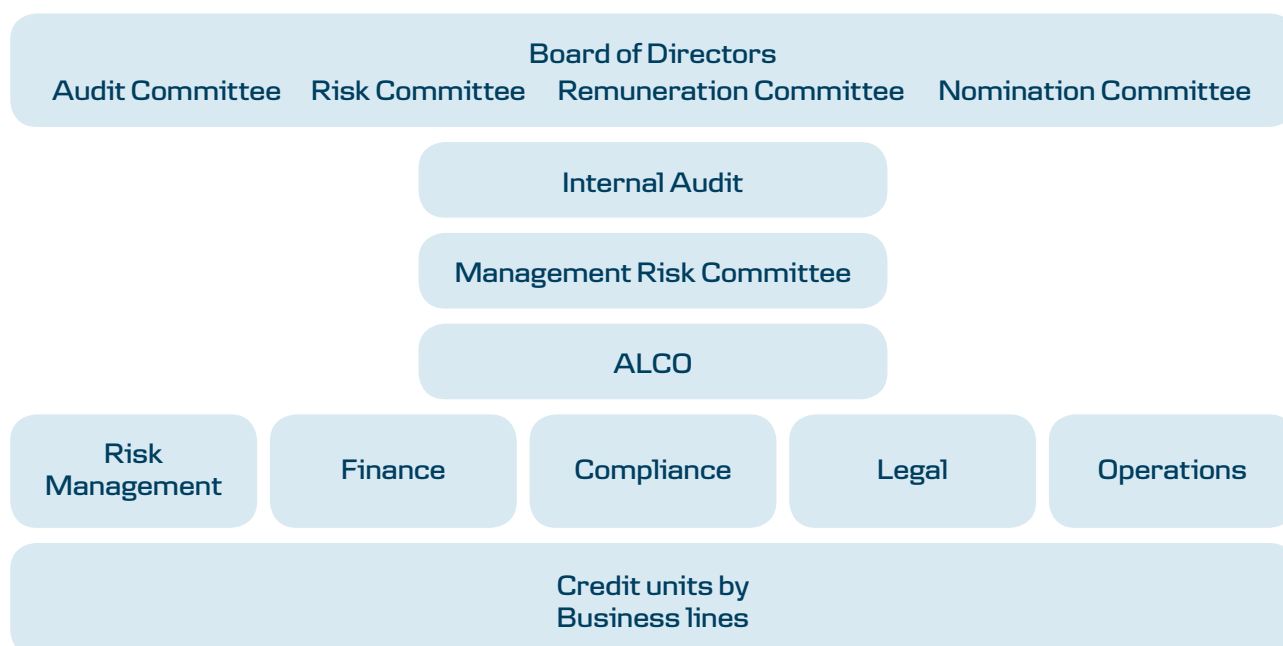 Board of Directors
Audit Committee Risk Committee Remuneration Committee Nomination Committee
Internal Audit
Management Risk Committee
ALCO
Risk
Management
Finance
Compliance
Legal
Operations
Credit units by
Business lines